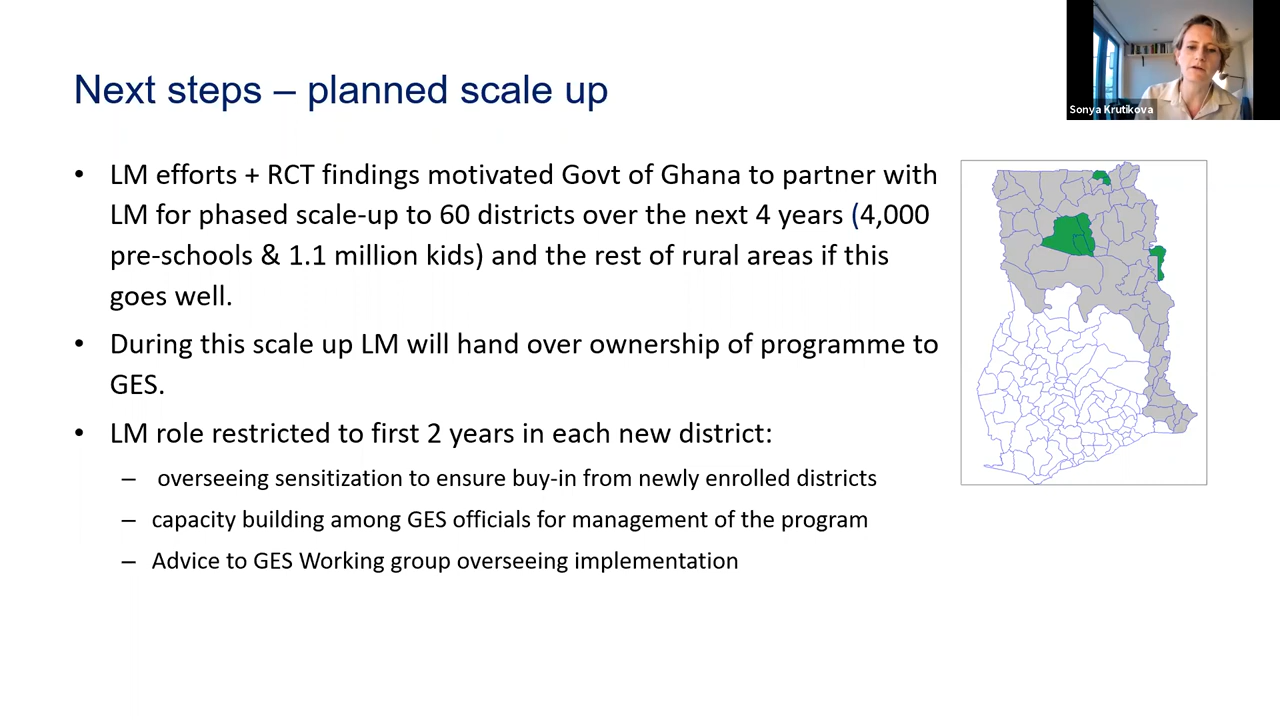 Next steps – planned scale up
Sonya Krutikova
• LM efforts + RCT findings motivated Govt of Ghana to partner with
LM for phased scale-up to 60 districts over the next 4 years (4,000
pre-schools & 1.1 million kids) and the rest of rural areas if this
goes well.
• During this scale up LM will hand over ownership of programme to
GES.
• LM role restricted to first 2 years in each new district:
– overseeing sensitization to ensure buy-in from newly enrolled districts
– capacity building among GES officials for management of the program
– Advice to GES Working group overseeing implementation